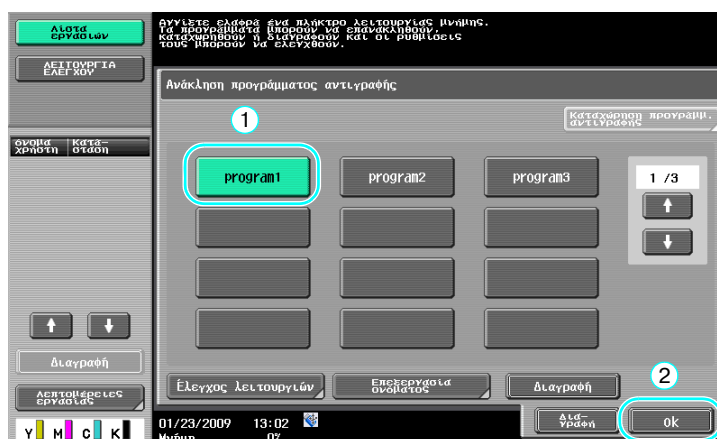 Αγγίξτε ελαφρά ένα πλήκτρο λειτουργίας μνήμης.
Τα προγράμματα μπορούν να επανακληθούν,
καταχωρηθούν ή διαγραφούν και οι ρυθμίσεις
τους μπορούν να ελεγχθούν.
Λίστα
εργασιών
ΛΕΙΤΟΥΡΓΙΑ
ΕΛΕΓΧΟΥ
Ανάκληση προγράμματος αντιγραφής
1
Καταχώρηση προγράμμ.
αντιγραφής
όνομα
χρήστη
Κατά-
σταση
program1
program2
program3
1 /3
Διαγραφή
Λεπτομέρειες
εργασίας
Έλεγχος λειτουργιών
Επεξεργασία
ονόματος
Διαγραφή
2
Δια-
γραφή
ok
01/23/2009 13:02
Μνήμη 0%
Y M C K